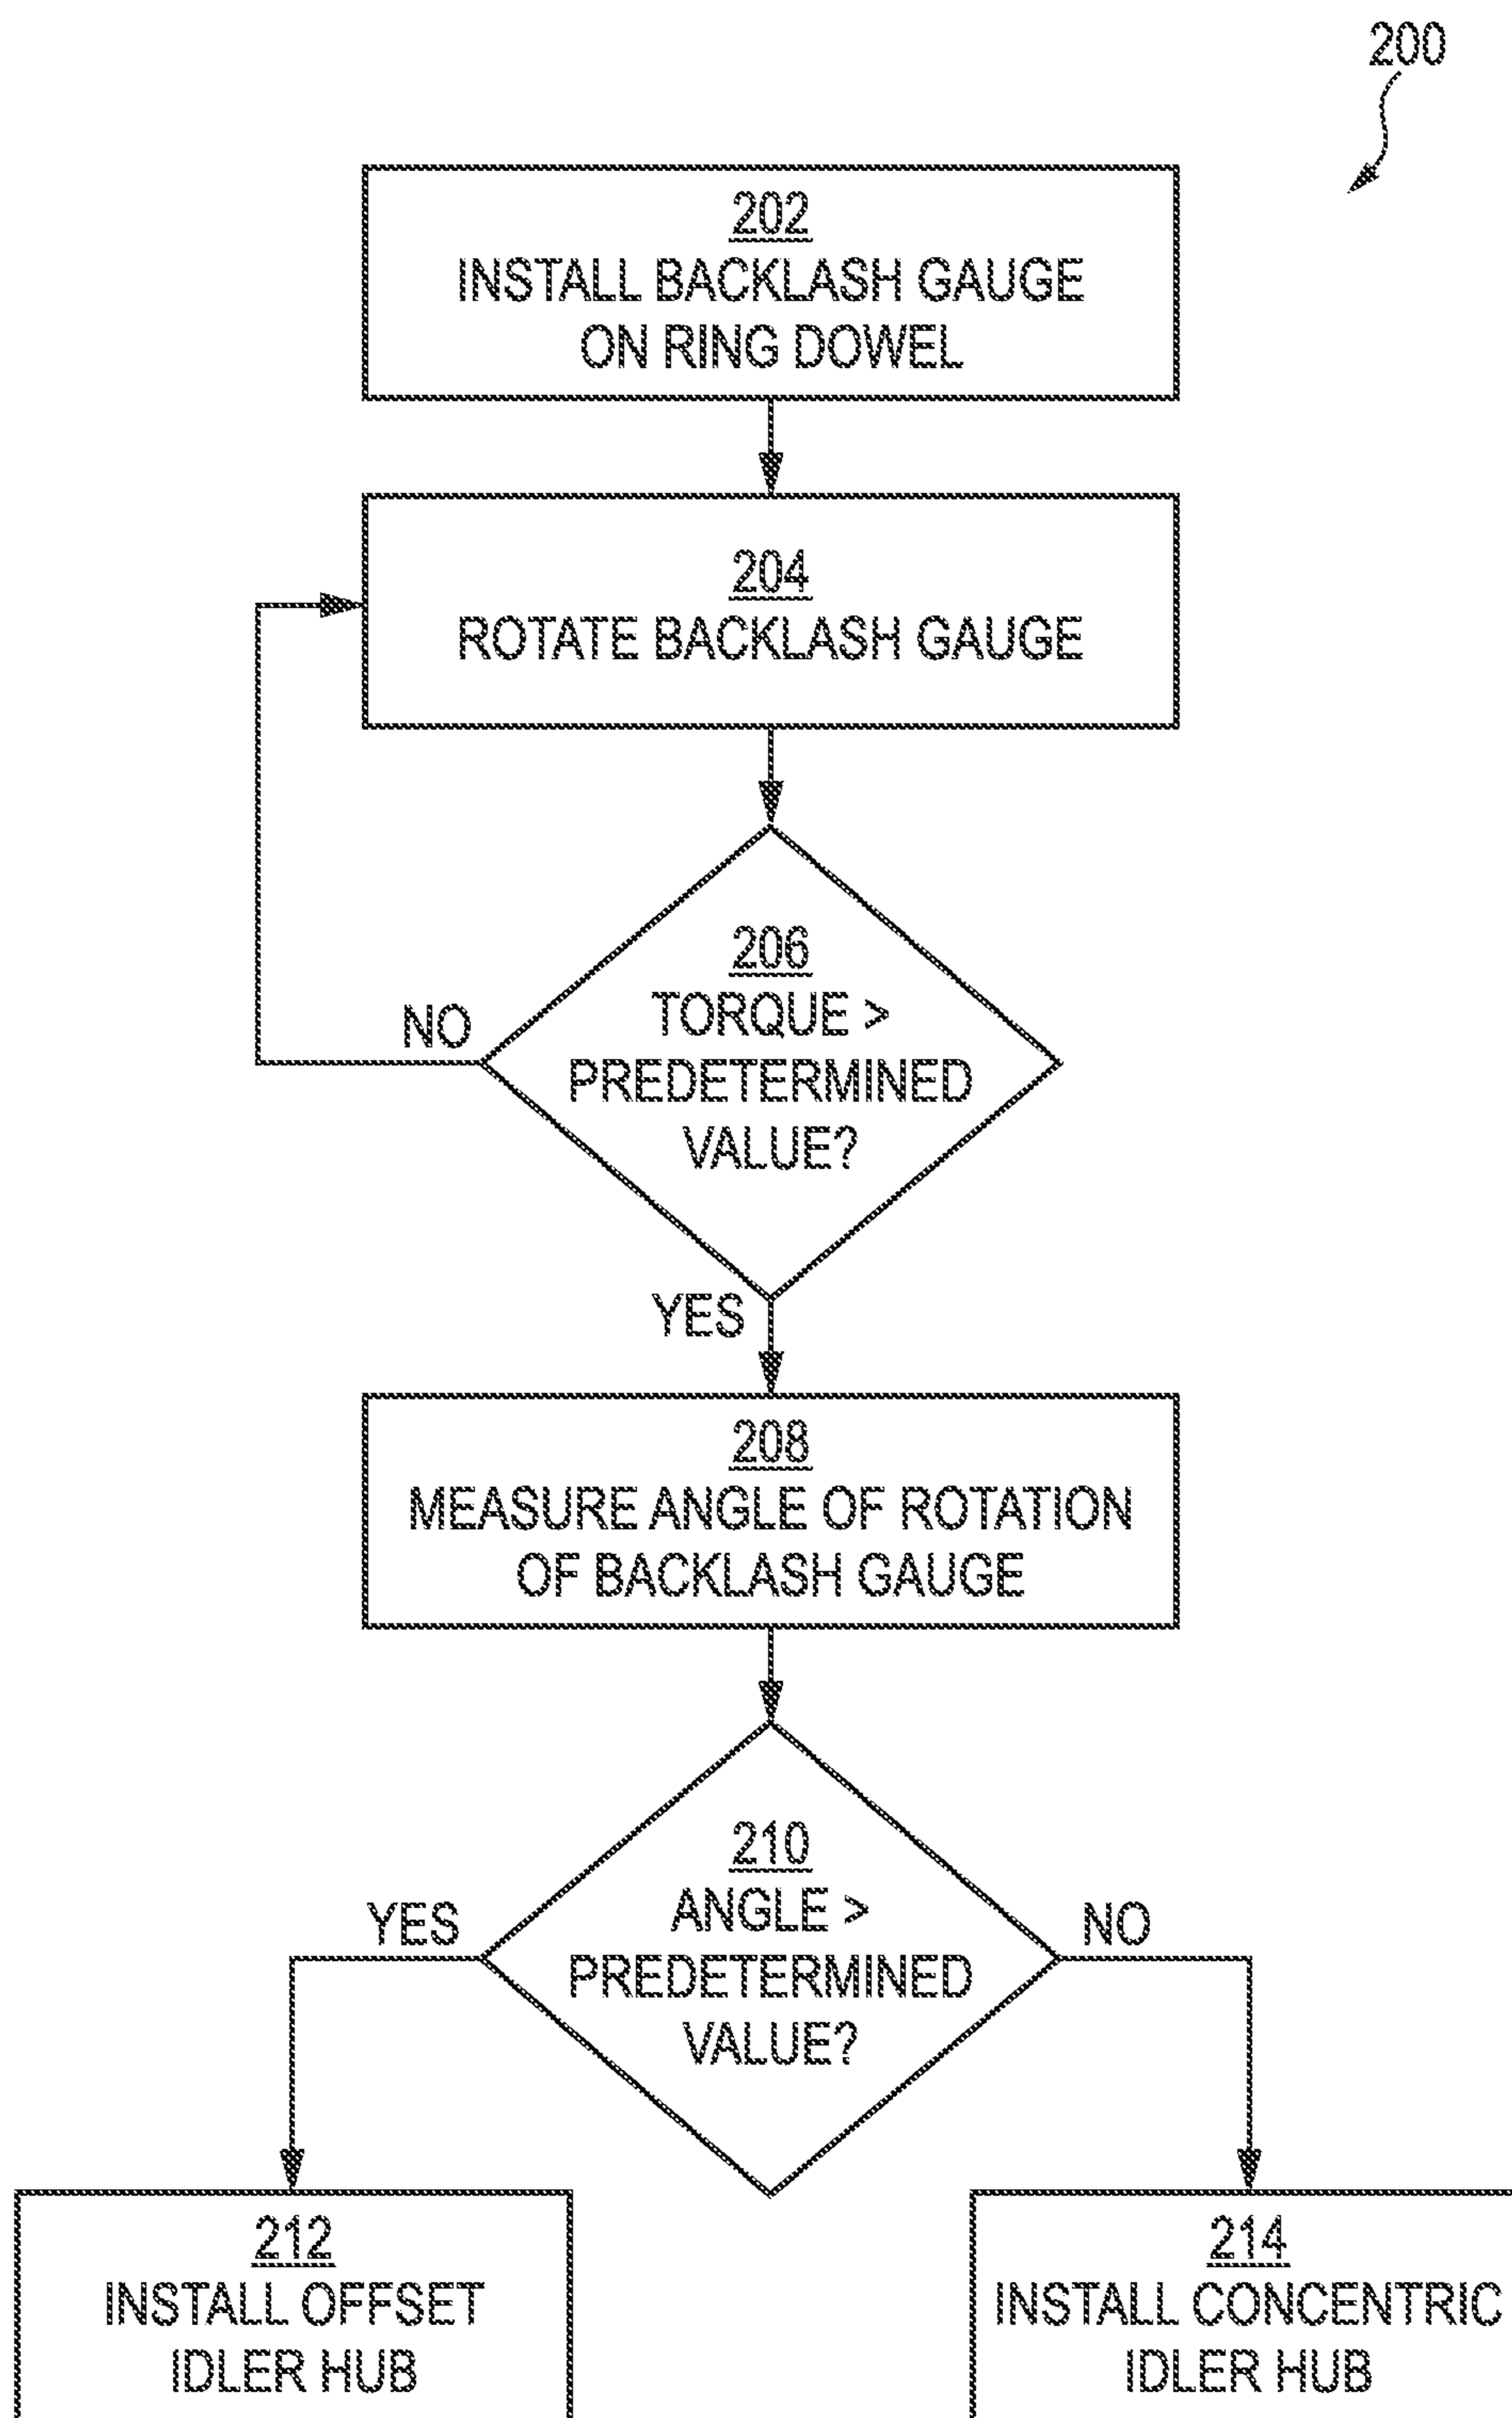 200
202
INSTALL BACKLASH GAUGE
ON RING DOWEL
204
ROTATE BACKLASH GAUGE
206
TORQUE >
PREDETERMINED
VALUE?
NO
YES
208
MEASURE ANGLE OF ROTATION
OF BACKLASH GAUGE
210
ANGLE >
PREDETERMINED
VALUE?
YES
NO
212
INSTALL OFFSET
IDLER HUB
214
INSTALL CONCENTRIC
IDLER HUB